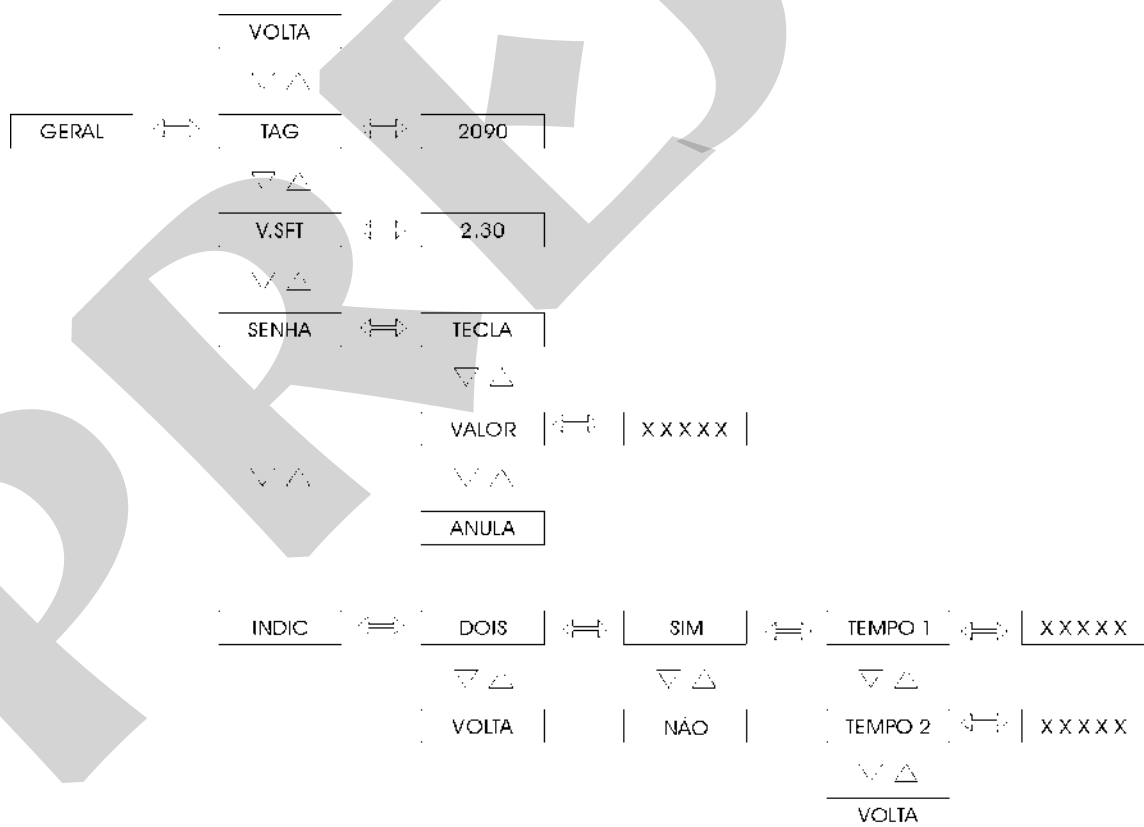 VOLTA
GERAL TAG 2090
V.SFT 2.30
SENHA TECLA
VALOR XXXXX
ANULA
INDIC DOIS SIM TEMPO 1 XXXXX
VOLTA NÃO TEMPO 2 XXXXX
VOLTA